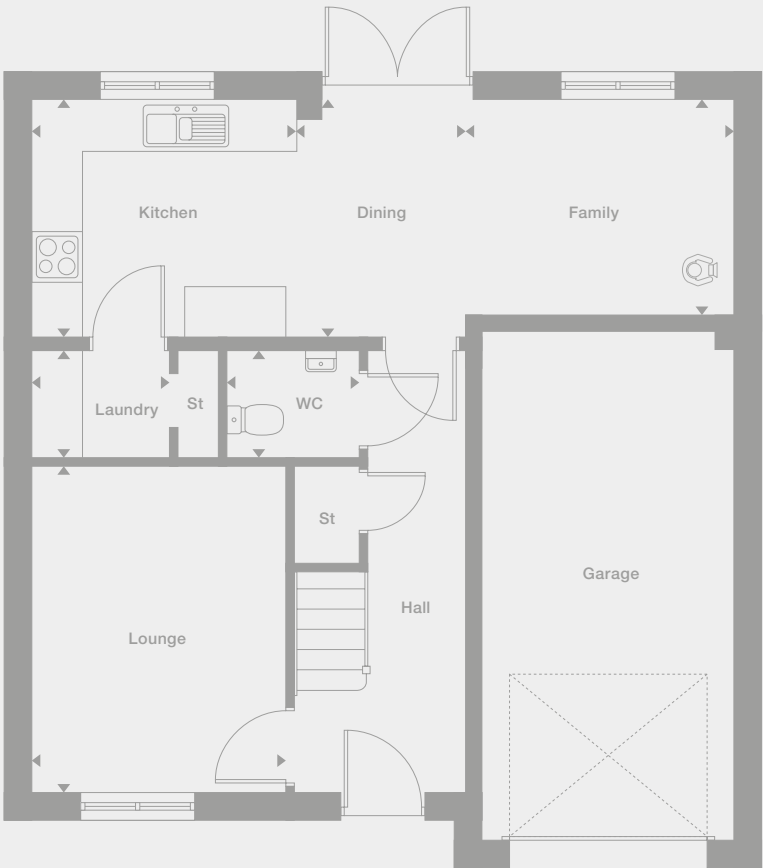 Kitchen
Dining
Family
Laundry
St
WC
St
Garage
Hall
Lounge